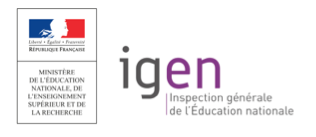 Liberté • Égalité • Fraternité
RÉPUBLIQUE FRANÇAISE
MINISTÈRE
DE L'ÉDUCATION
NATIONALE, DE
L'ENSEIGNEMENT
SUPÉRIEUR ET DE
LA RECHERCHE
igen
Inspection générale
de l'Éducation nationale